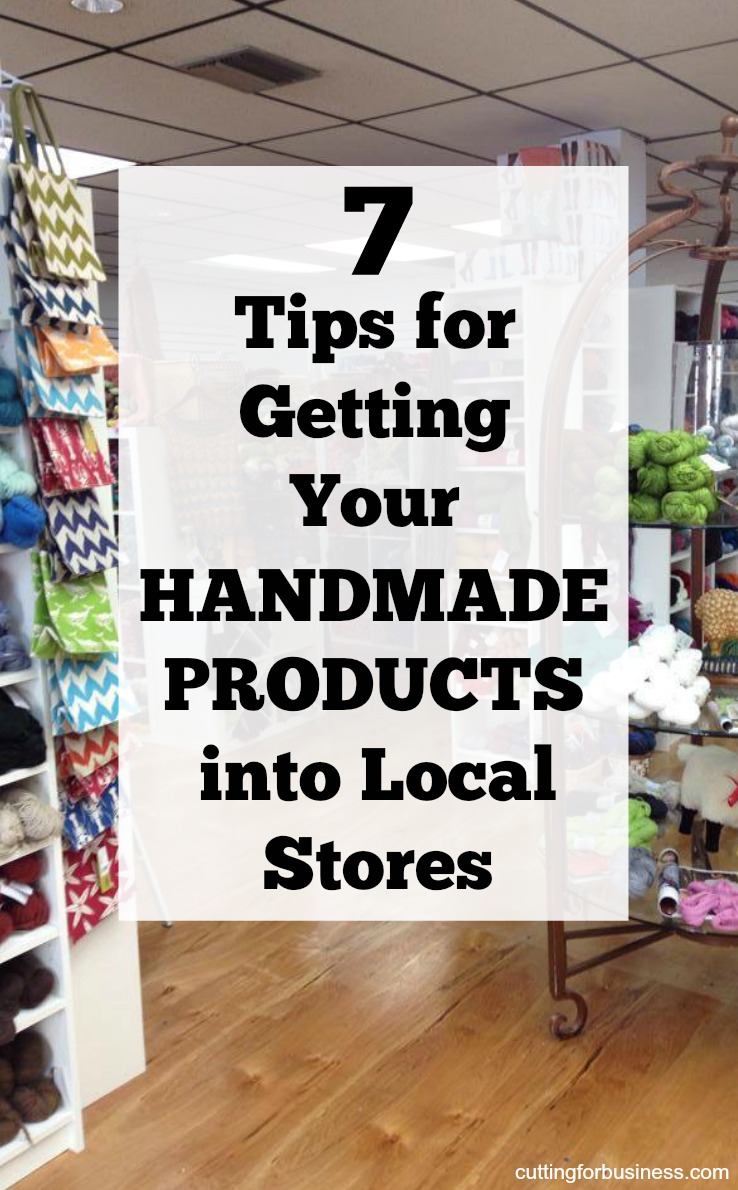 7
Tips for
Getting
Your
HANDMADE
PRODUCTS
into Local
Stores
cuttingforbusiness.com